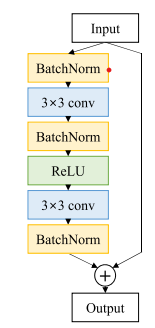 Input
BatchNorm
3×3 conv
BatchNorm
ReLU
3×3 conv
BatchNorm
+
Output